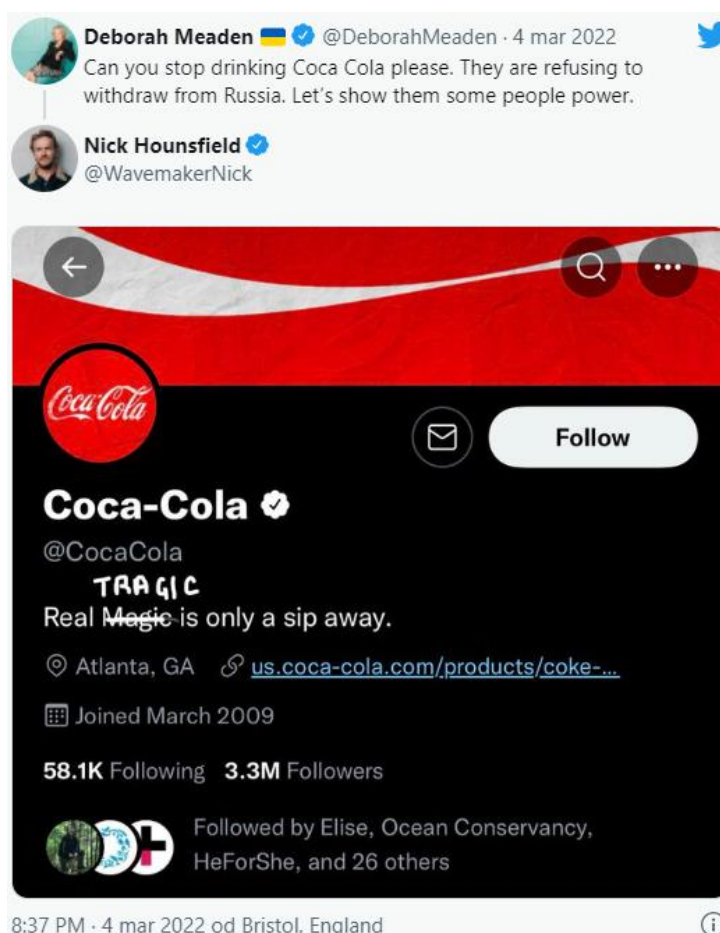 Deborah Meaden @DeborahMeaden · 4 mar 2022
Can you stop drinking Coca Cola please. They are refusing to
withdraw from Russia. Let's show them some people power.
Nick Hounsfield
@WavemakerNick
Coca-Cola
Follow
Coca-Cola
@CocaCola
TRAGIC
Real Magic is only a sip away.
Atlanta, GA us.coca-cola.com/products/coke-...
Joined March 2009
58.1K Following 3.3M Followers
Followed by Elise, Ocean Conservancy,
HeForShe, and 26 others
8:37 PM · 4 mar 2022 od Bristol, England